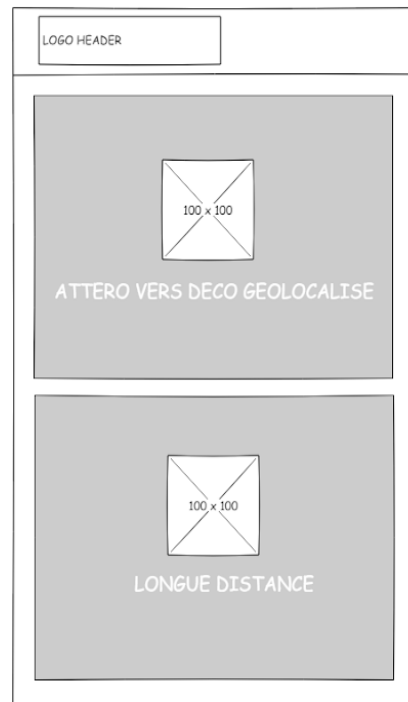 LOGO HEADER
100 x 100
ATTERO VERS DECO GEOLOCALISE
100 x 100
LONGUE DISTANCE